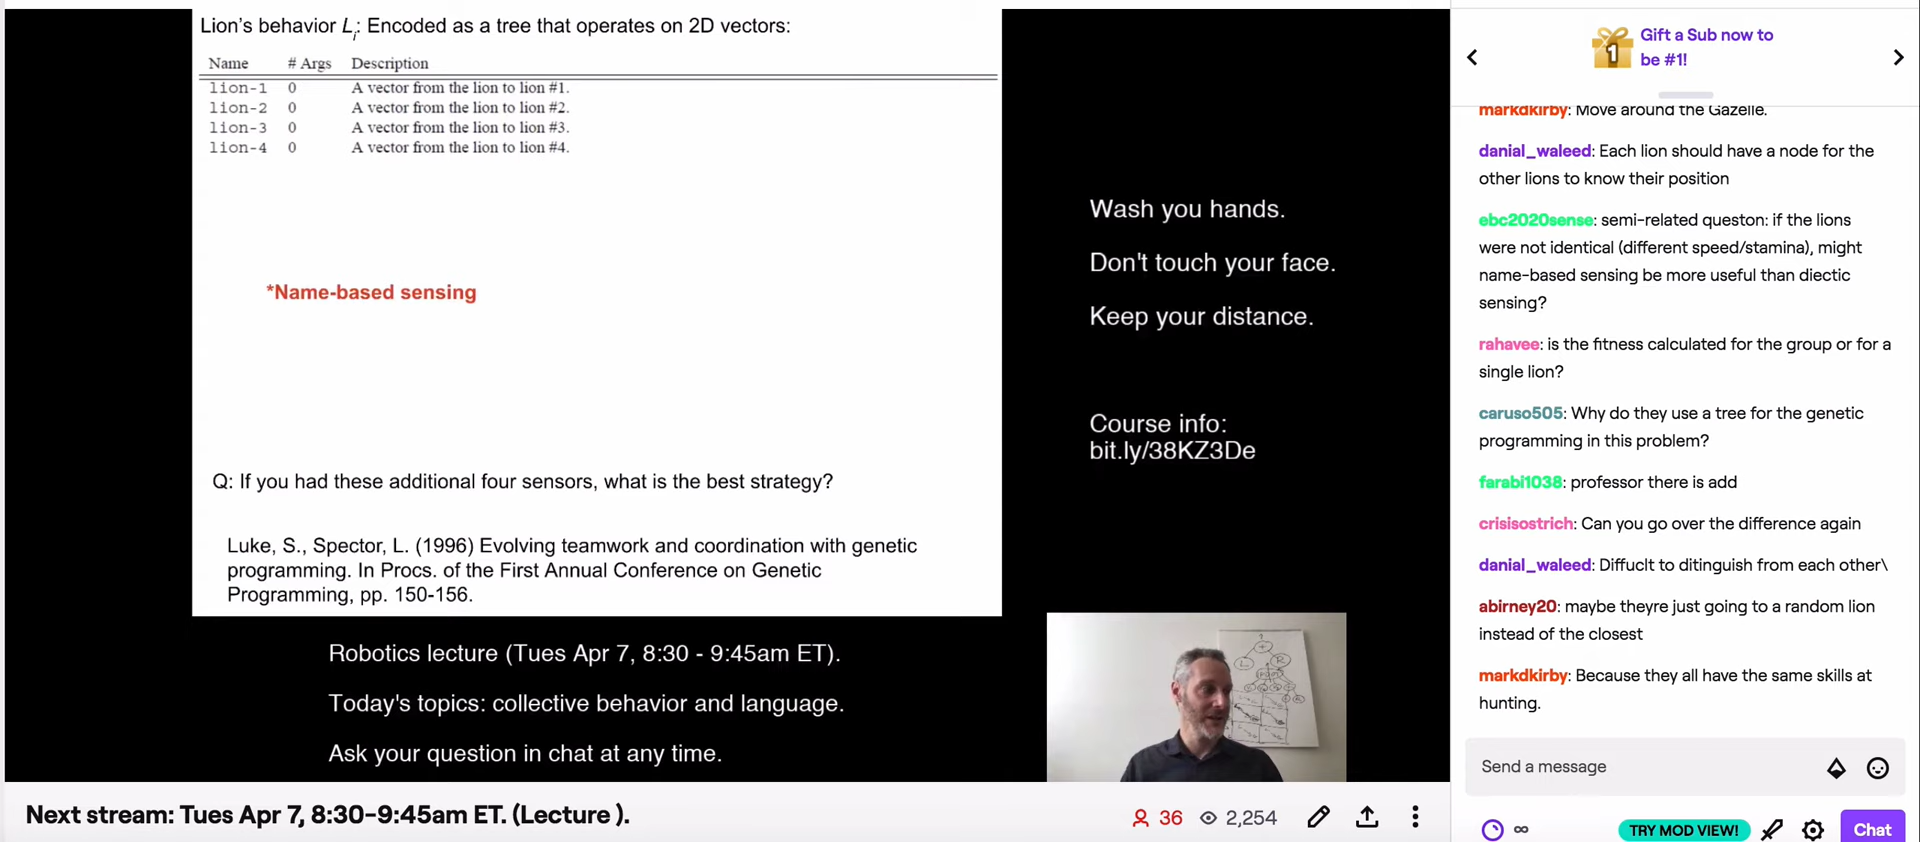 Lion's behavior Li: Encoded as a tree that operates on 2D vectors:
Name # Args Description
lion-1 0 A vector from the lion to lion #1.
lion-2 0 A vector from the lion to lion #2.
lion-3 0 A vector from the lion to lion #3.
lion-4 0 A vector from the lion to lion #4.
*Name-based sensing
Q: If you had these additional four sensors, what is the best strategy?
Luke, S., Spector, L. (1996) Evolving teamwork and coordination with genetic
programming. In Procs. of the First Annual Conference on Genetic
Programming, pp. 150-156.
Wash you hands.
Don't touch your face.
Keep your distance.
Course info:
bit.ly/38KZ3De
Robotics lecture (Tues Apr 7, 8:30 - 9:45am ET).
Today's topics: collective behavior and language.
Ask your question in chat at any time.
Next stream: Tues Apr 7, 8:30-9:45am ET. (Lecture ).
36 2,254
1
Gift a Sub now to
be #1!
markdkirby: Move around the Gazelle.
danial_waleed: Each lion should have a node for the
other lions to know their position
ebc2020sense: semi-related queston: if the lions
were not identical (different speed/stamina), might
name-based sensing be more useful than diectic
sensing?
rahavee: is the fitness calculated for the group or for a
single lion?
caruso505: Why do they use a tree for the genetic
programming in this problem?
farabi1038: professor there is add
crisisostrich: Can you go over the difference again
danial_waleed: Diffuclt to ditinguish from each other\
abirney20: maybe theyre just going to a random lion
instead of the closest
markdkirby: Because they all have the same skills at
hunting.
Send a message
∞ TRY MOD VIEW! Chat